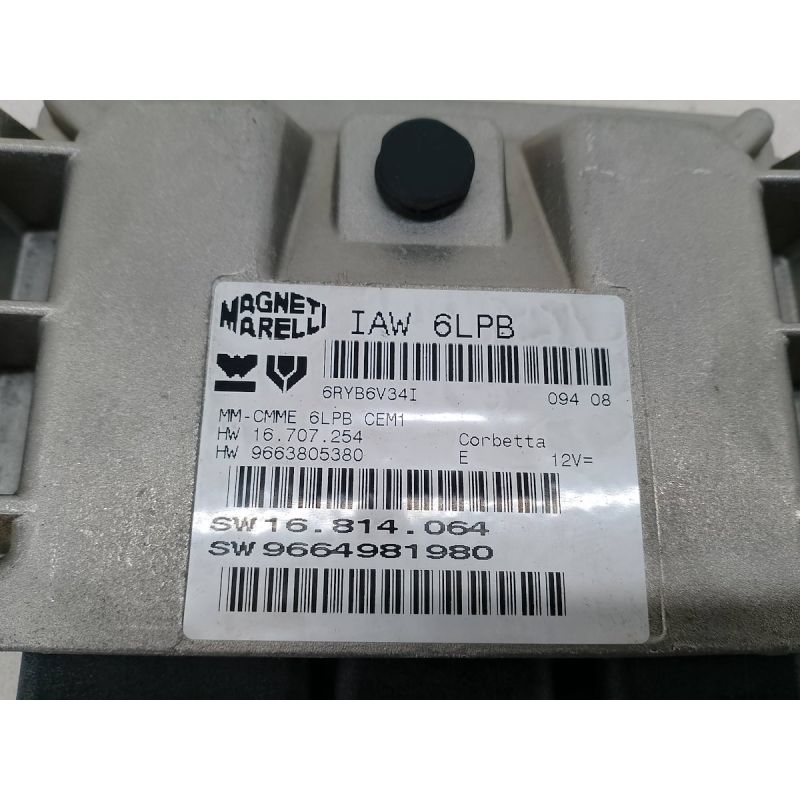 MAGNETI
MARELLI
IAW 6LPB
6RYB6V34I
094 08
MM-CMME 6LPB CEM1
HW 16.707.254
Corbetta
HW 9663805380
E 12V=
SW 16.814.064
SW 9664981980